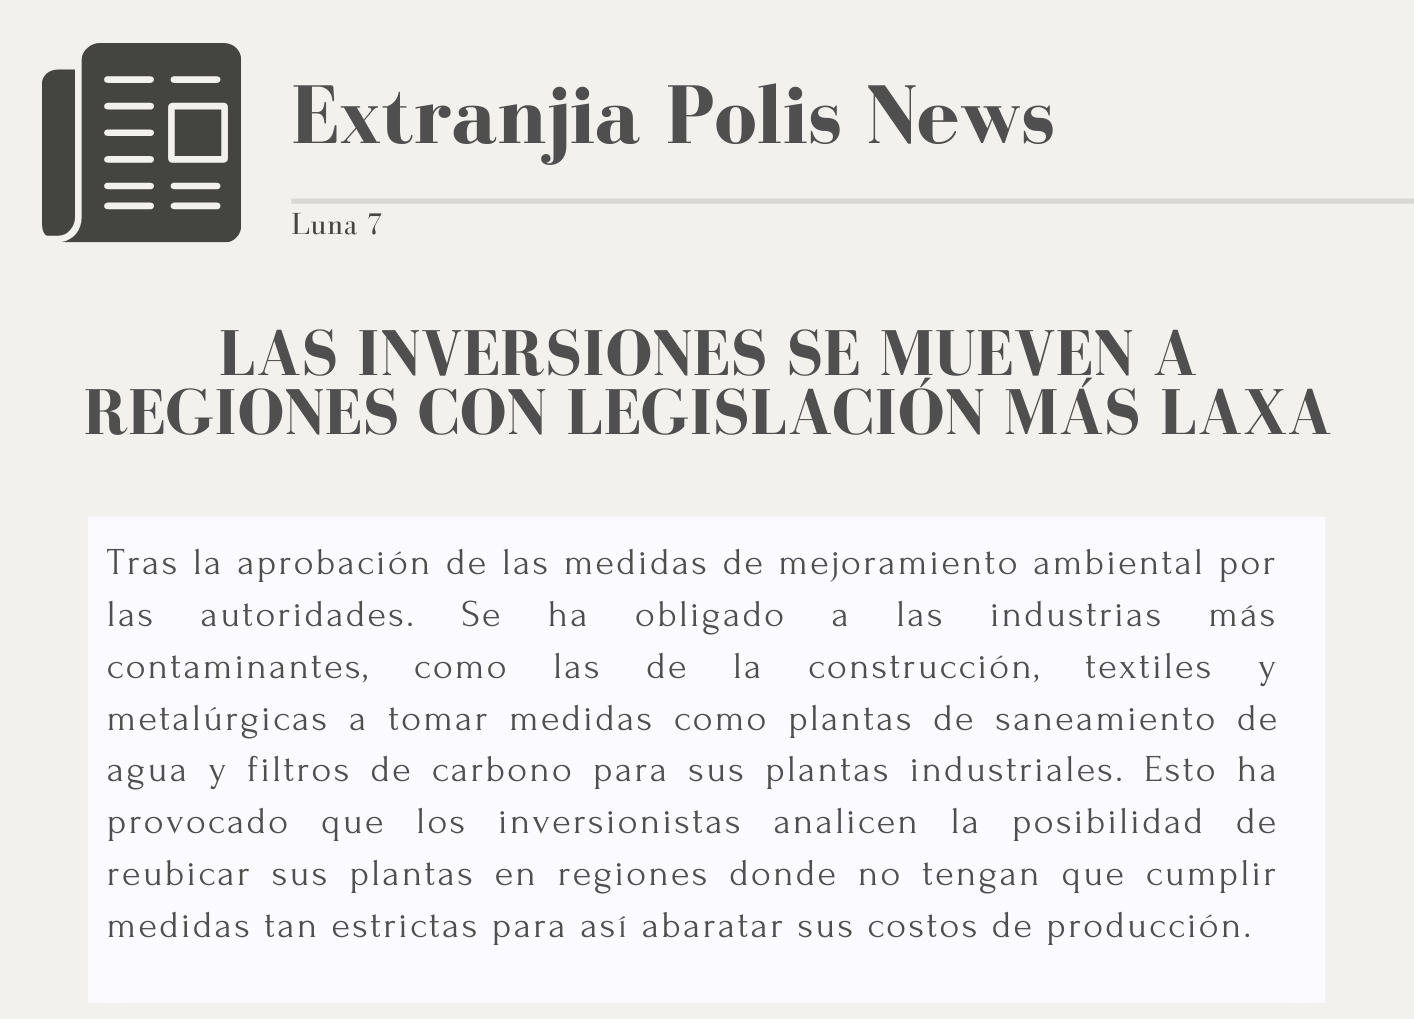 Extranjia Polis News
Luna 7
LAS INVERSIONES SE MUEVEN A
REGIONES CON LEGISLACIÓN MÁS LAXA
Tras la aprobación de las medidas de mejoramiento ambiental por
las autoridades. Se ha obligado a las industrias más
contaminantes, como las de la construcción, textiles y
metalúrgicas a tomar medidas como plantas de saneamiento de
agua y filtros de carbono para sus plantas industriales. Esto ha
provocado que los inversionistas analicen la posibilidad de
reubicar sus plantas en regiones donde no tengan que cumplir
medidas tan estrictas para así abaratar sus costos de producción.